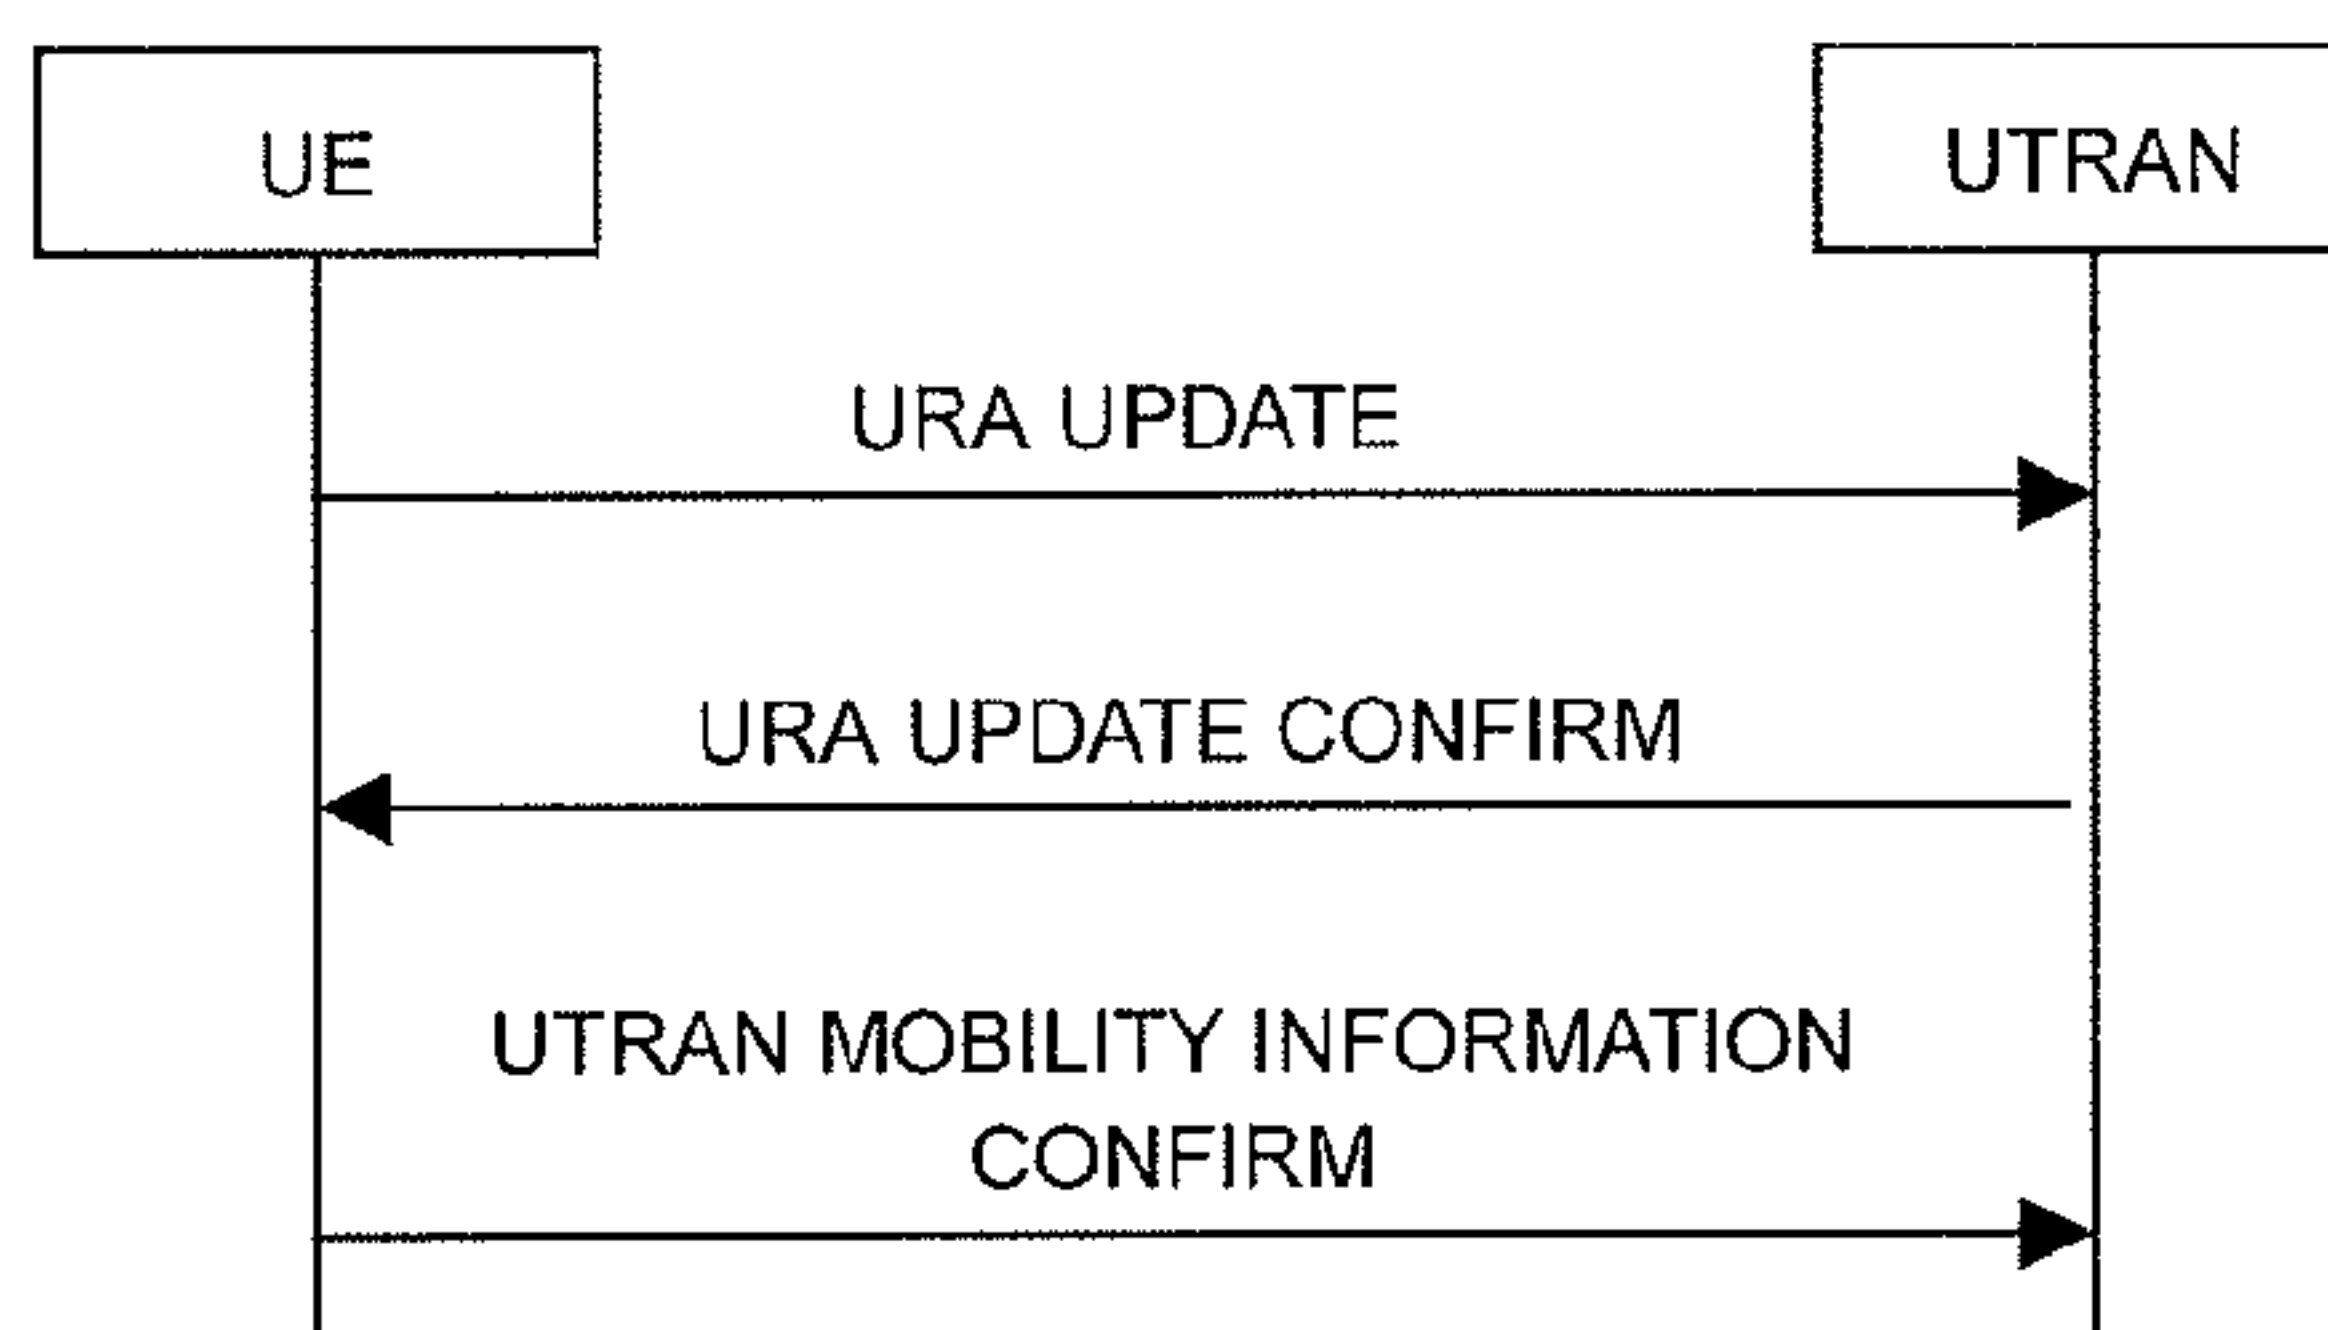 UE
UTRAN
URA UPDATE
URA UPDATE CONFIRM
UTRAN MOBILITY INFORMATION
CONFIRM